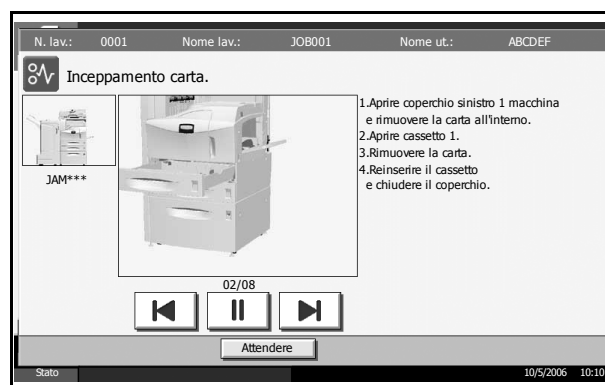 N. lav.: 0001 Nome lav.: JOB001 Nome ut.: ABCDEF
Inceppamento carta.
JAM***
02/08
1.Aprire coperchio sinistro 1 macchina
e rimuovere la carta all'interno.
2.Aprire cassetto 1.
3.Rimuovere la carta.
4.Reinserire il cassetto
e chiudere il coperchio.
Attendere
Stato 10/5/2006 10:10